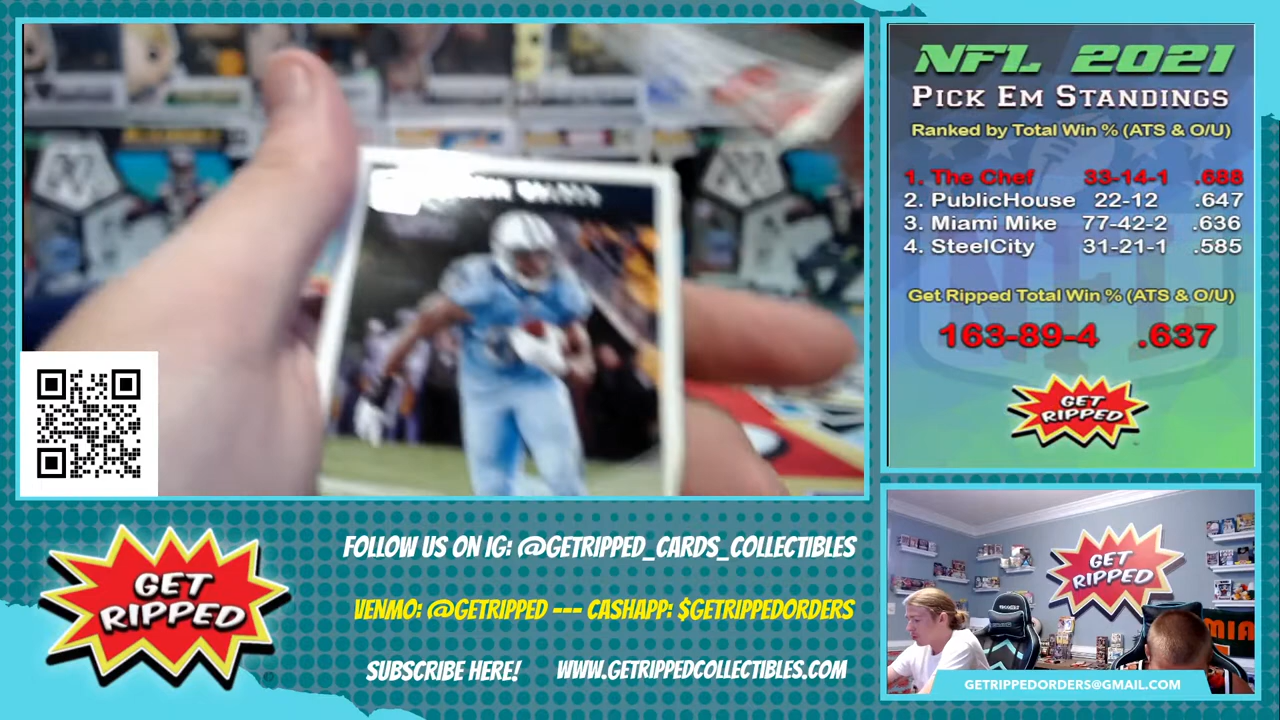 NFL 2021
PICK EM STANDINGS
Ranked by Total Win % (ATS & O/U)
1. The Chef 33-14-1 .688
2. PublicHouse 22-12 .647
3. Miami Mike 77-42-2 .636
4. SteelCity 31-21-1 .585
Get Ripped Total Win % (ATS & O/U)
163-89-4 .637
GET
RIPPED
FOLLOW US ON IG: @GETRIPPED_CARDS_COLLECTIBLES
GET
RIPPED
VENMO: @GETRIPPED --- CASHAPP: $GETRIPPEDORDERS
SUBSCRIBE HERE! WWW.GETRIPPEDCOLLECTIBLES.COM
GET
RIPPED
MIA
GETRIPPEDORDERS@GMAIL.COM